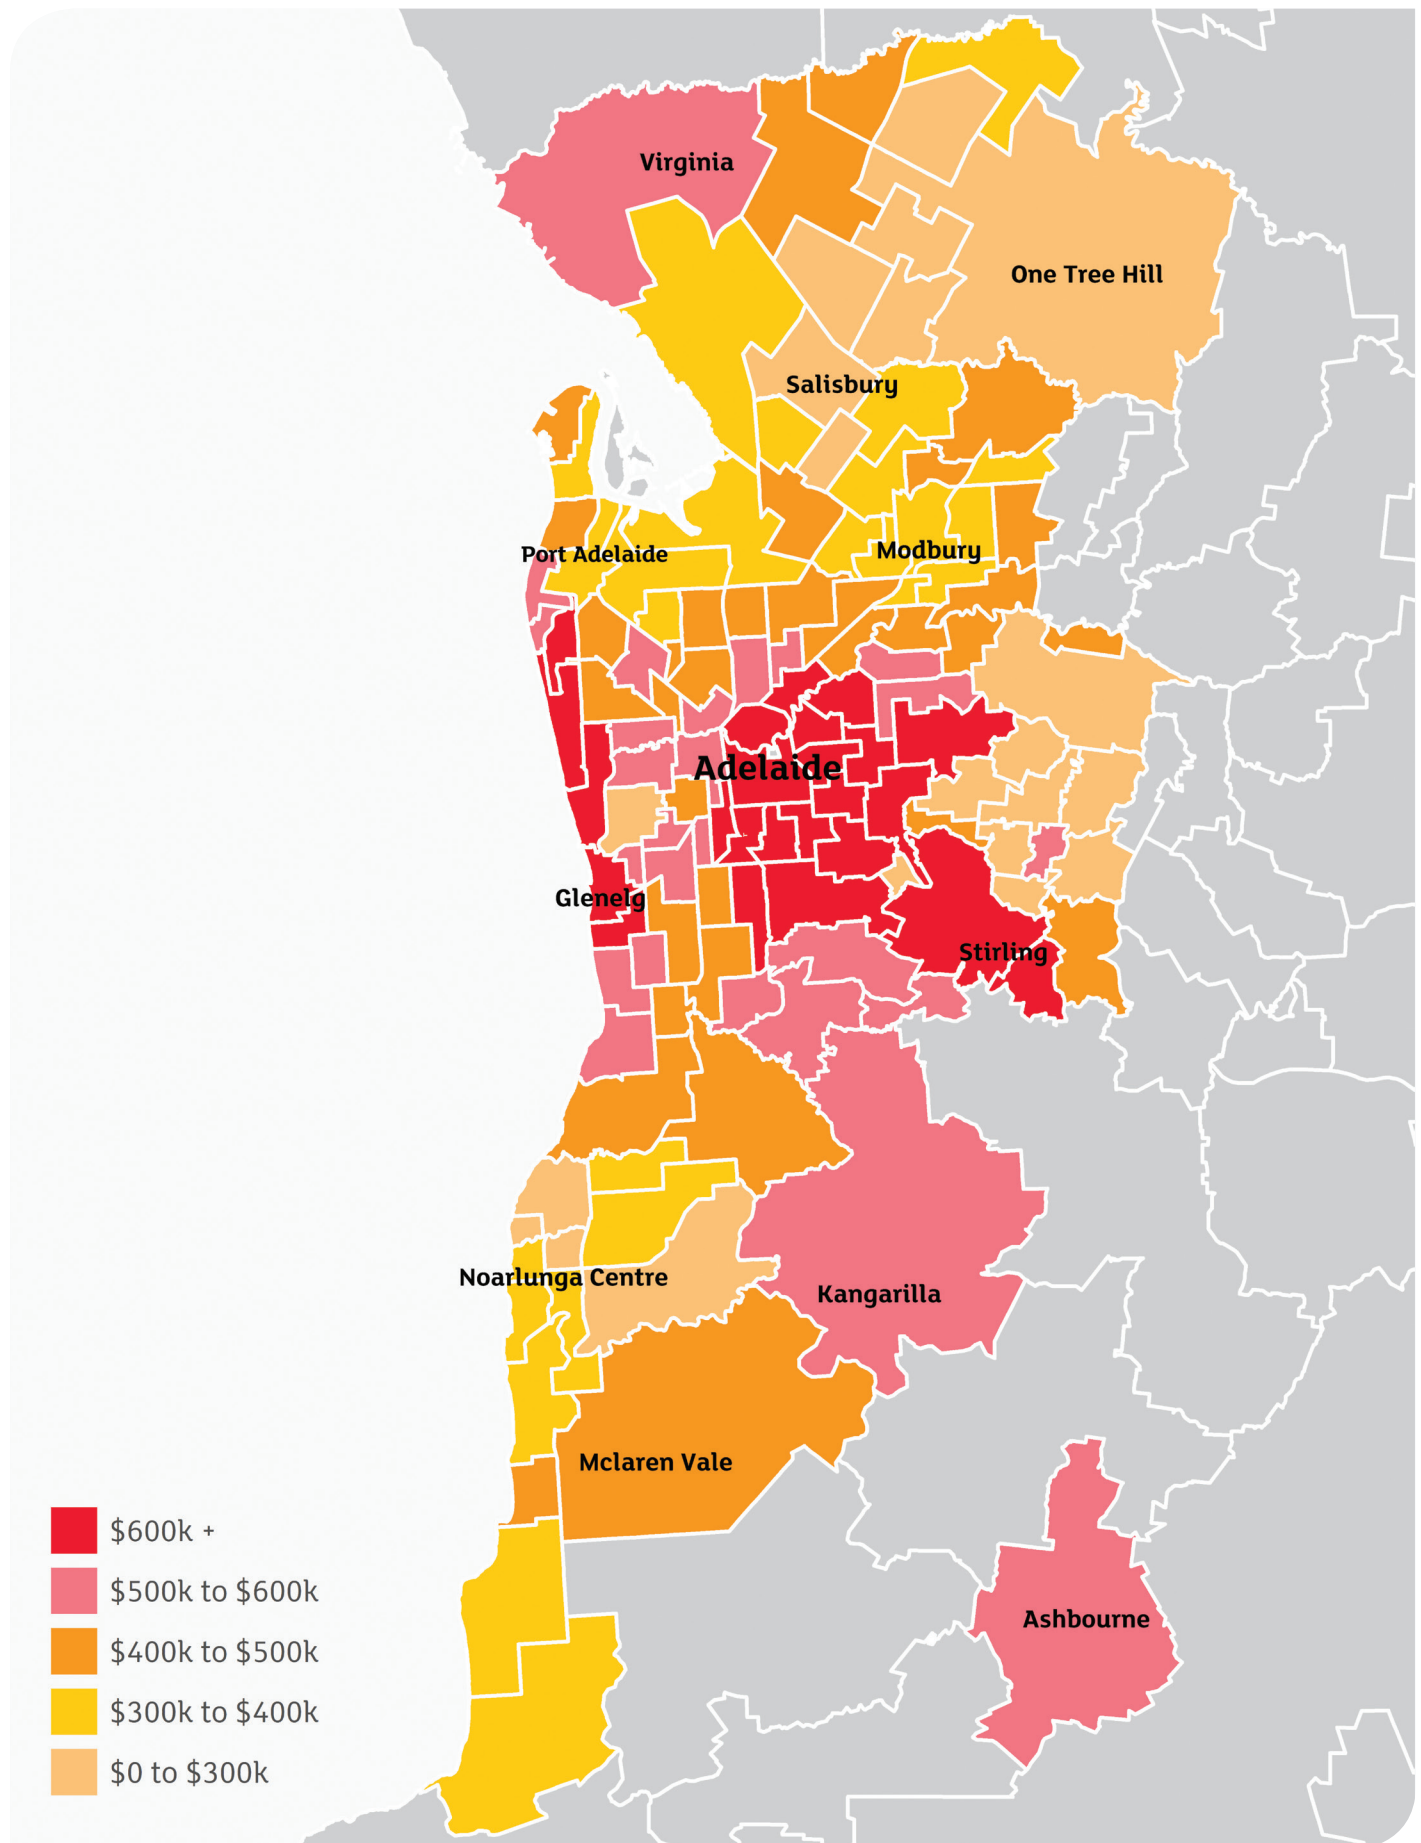 Virginia
One Tree Hill
Salisbury
Port Adelaide
Modbury
Adelaide
Glenelg
Stirling
Noarlunga Centre
Kangarilla
Mclaren Vale
Ashbourne
$600k +
$500k to $600k
$400k to $500k
$300k to $400k
$0 to $300k